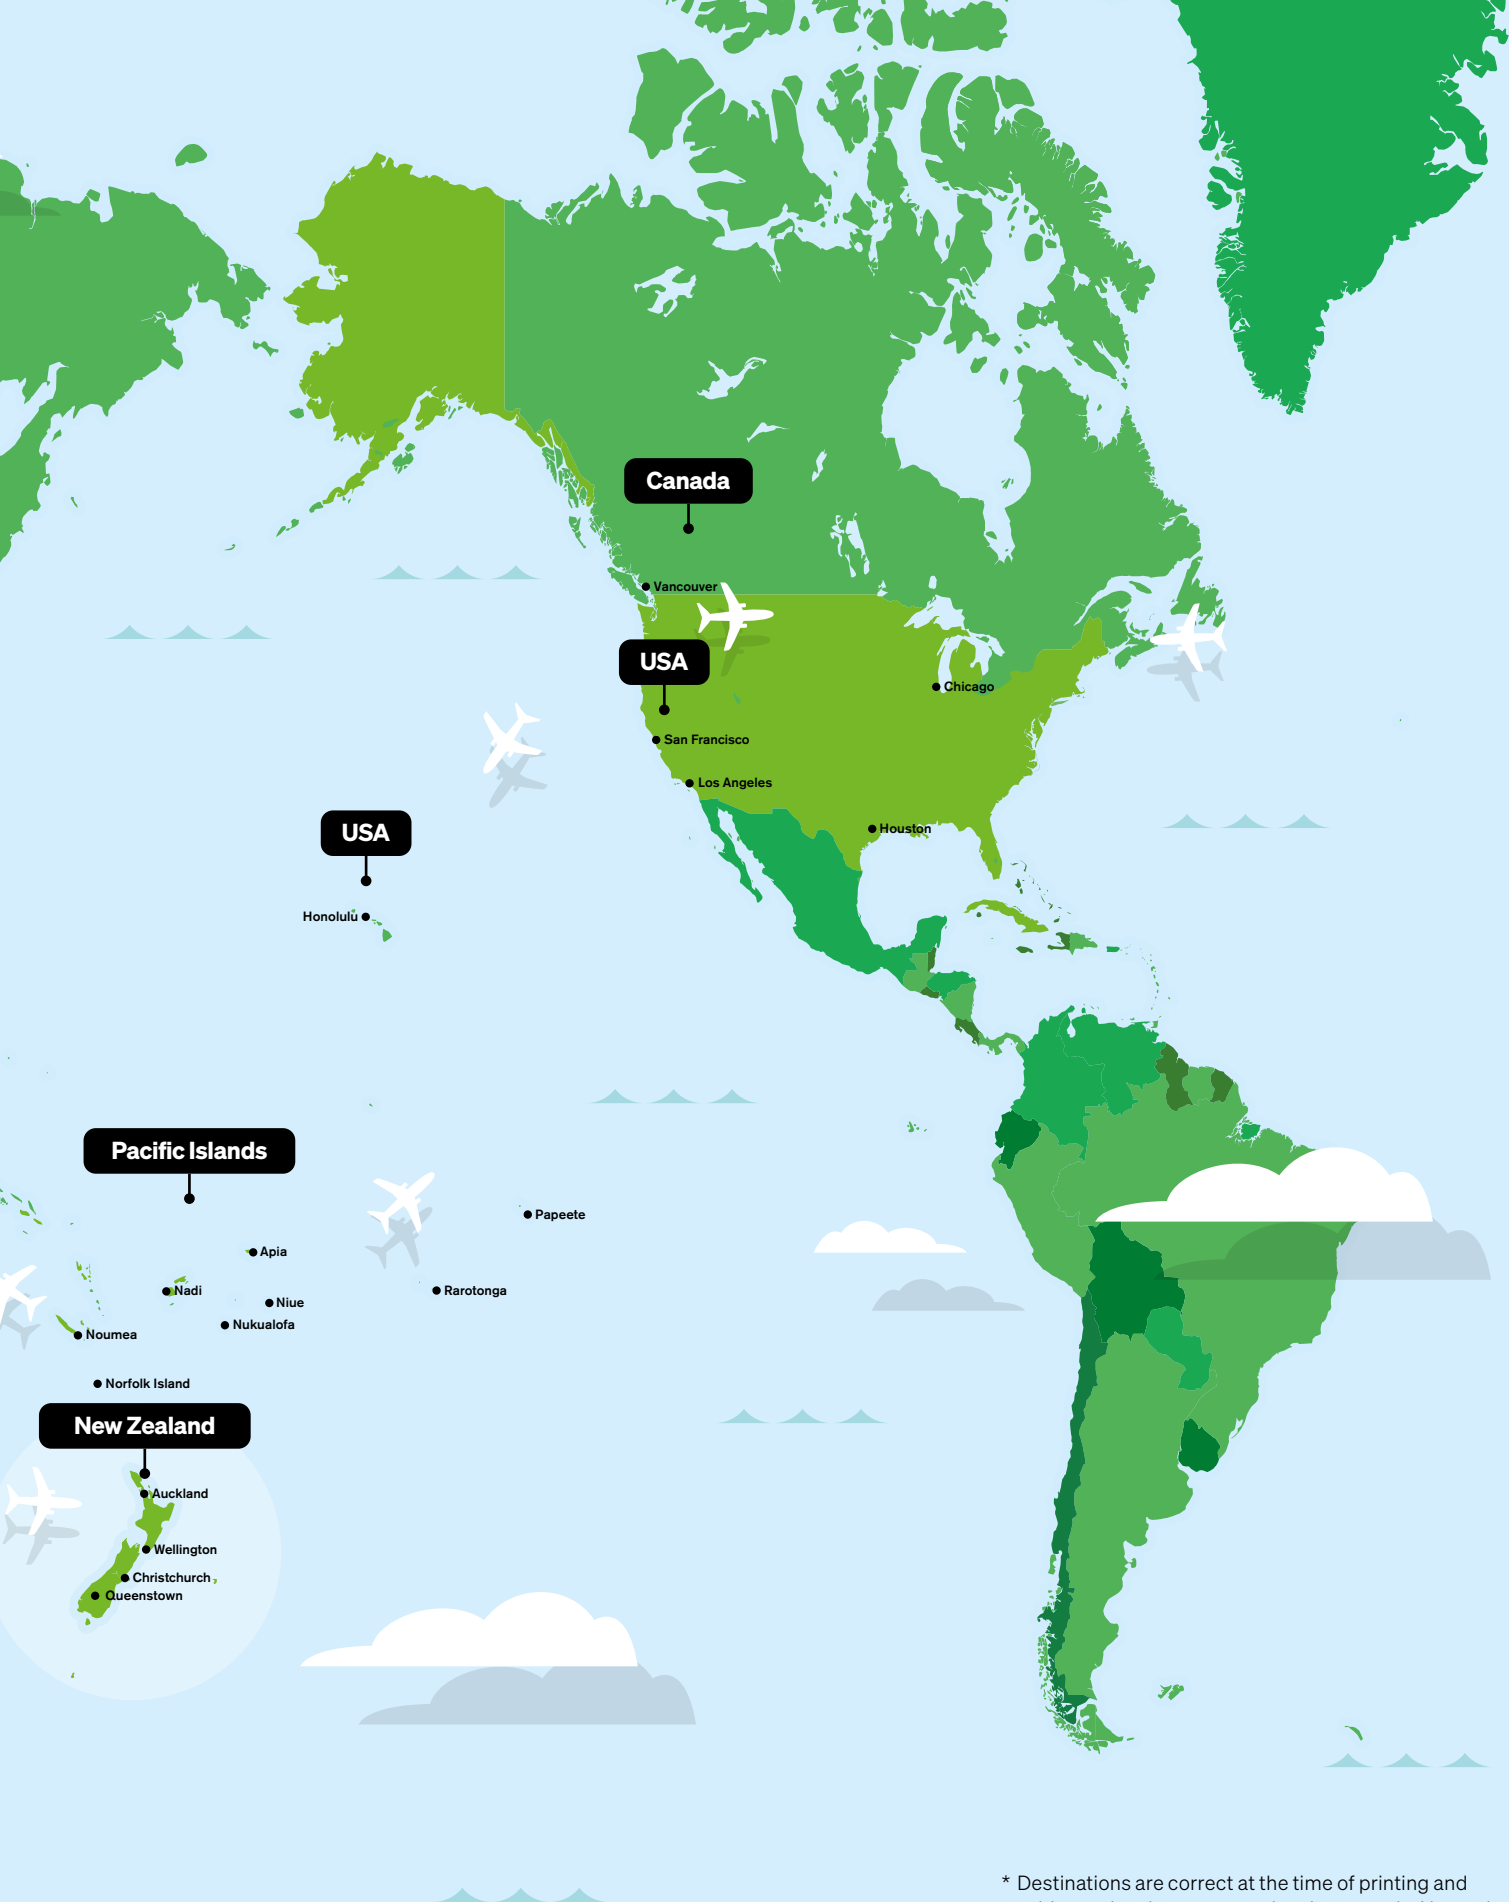 Canada
Vancouver
USA
Chicago
San Francisco
Los Angeles
USA
Houston
Honolulu
Pacific Islands
Papeete
Apia
Nadi
Rarotonga
Niue
Nukualofa
Noumea
Norfolk Island
New Zealand
Auckland
Wellington
Christchurch
Queenstown
* Destinations are correct at the time of printing and